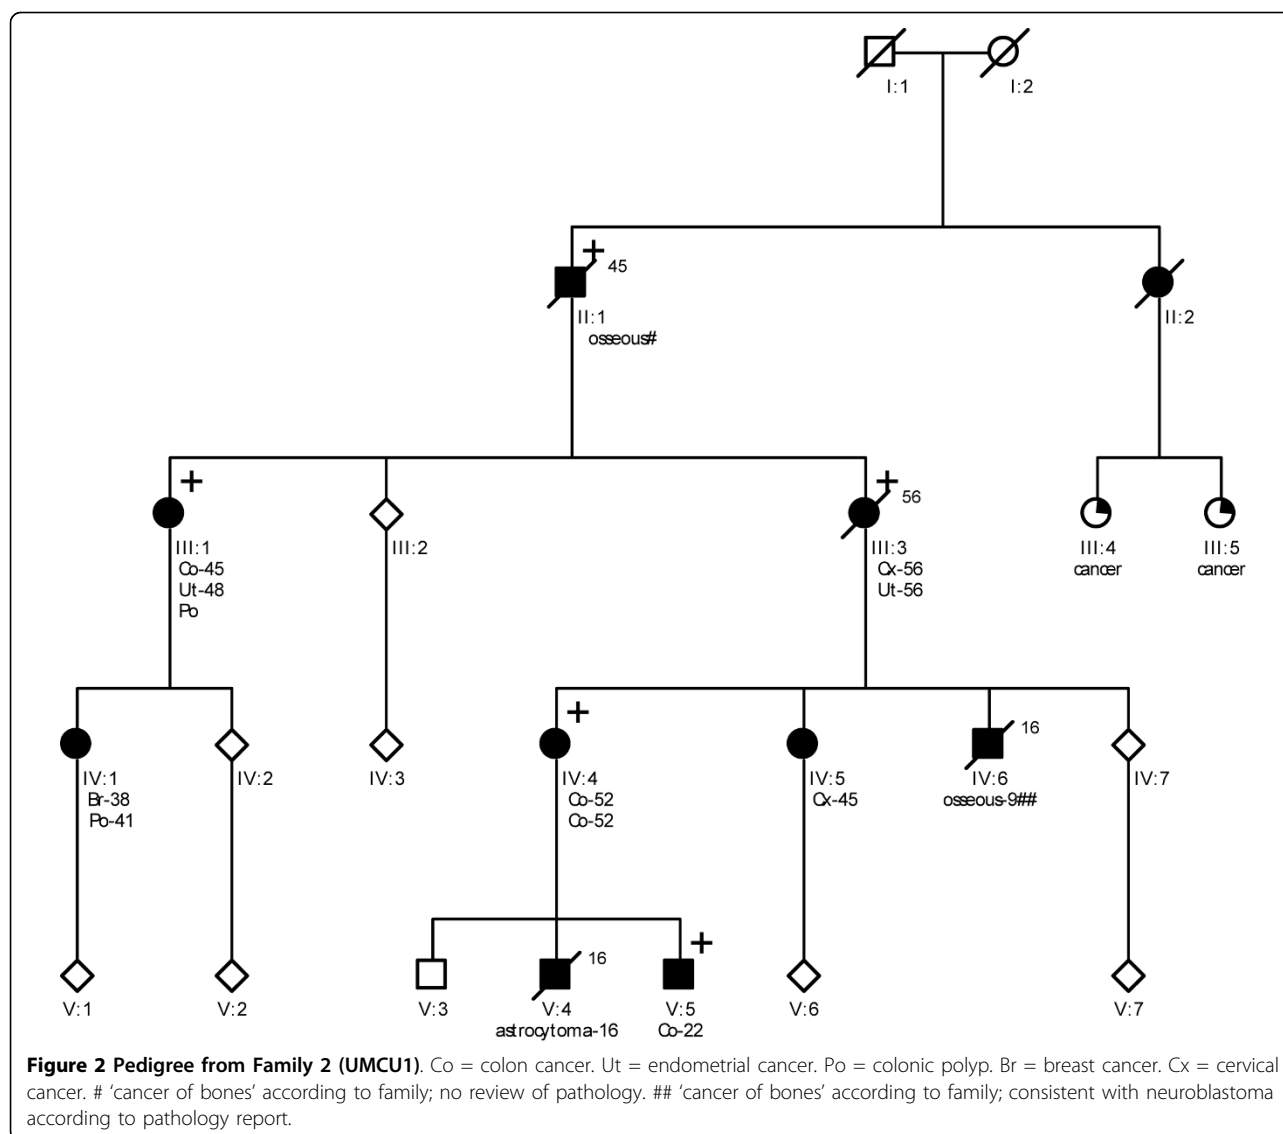 I:1
I:2
+
45
II:1
osseous#
II:2
+
III:1
Co-45
Ut-48
Po
III:2
+
56
III:3
Cx-56
Ut-56
III:4
cancer
III:5
cancer
IV:1
Br-38
Po-41
IV:2
IV:3
+
IV:4
Co-52
Co-52
IV:5
Cx-45
16
IV:6
osseous-9##
IV:7
V:1
V:2
V:3
16
V:4
astrocytoma-16
+
V:5
Co-22
V:6
V:7
Figure 2 Pedigree from Family 2 (UMCU1). Co = colon cancer. Ut = endometrial cancer. Po = colonic polyp. Br = breast cancer. Cx = cervical
cancer. # ‘cancer of bones’ according to family; no review of pathology. ## ‘cancer of bones’ according to family; consistent with neuroblastoma
according to pathology report.